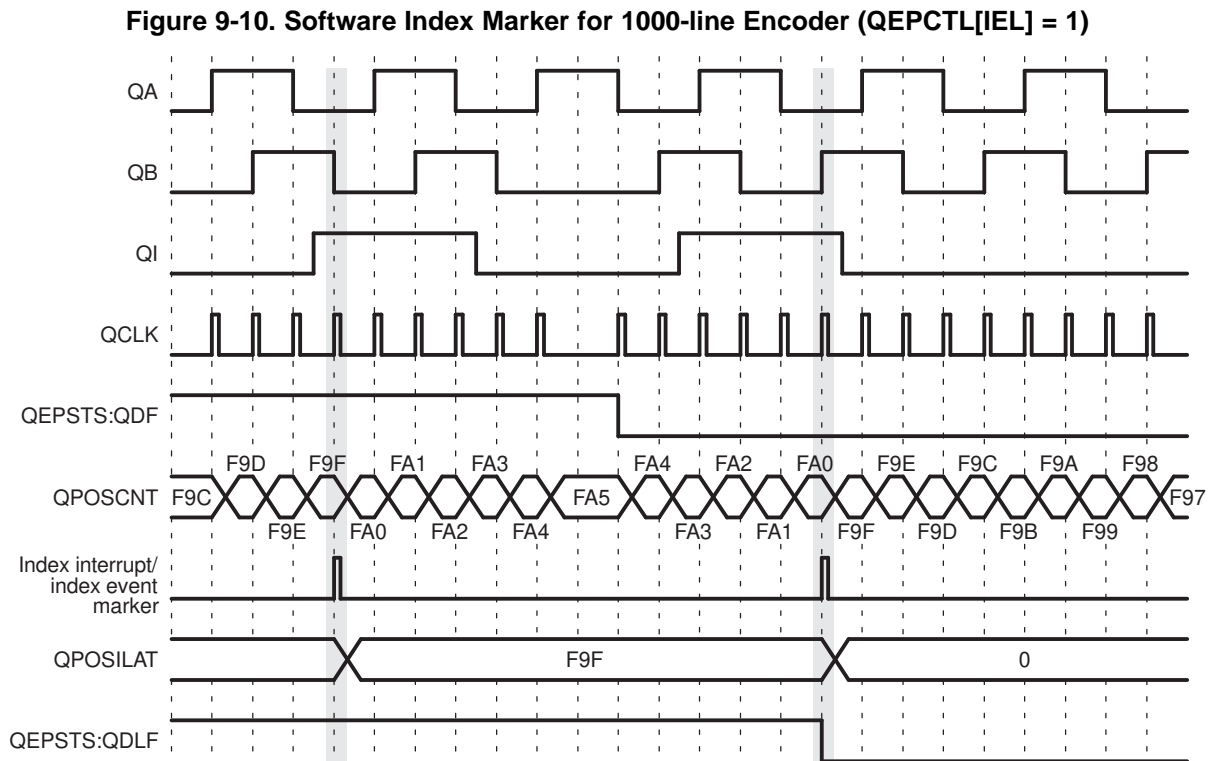 Figure 9-10. Software Index Marker for 1000-line Encoder (QEPCTL[IEL] = 1)
QA
QB
QI
QCLK
QEPSTS:QDF
F9D F9F FA1 FA3 FA4 FA2 FA0 F9E F9C F9A F98
QPOSCNT F9C FA5 F97
F9E FA0 FA2 FA4 FA3 FA1 F9F F9D F9B F99
Index interrupt/
index event
marker
QPOSILAT F9F 0
QEPSTS:QDLF